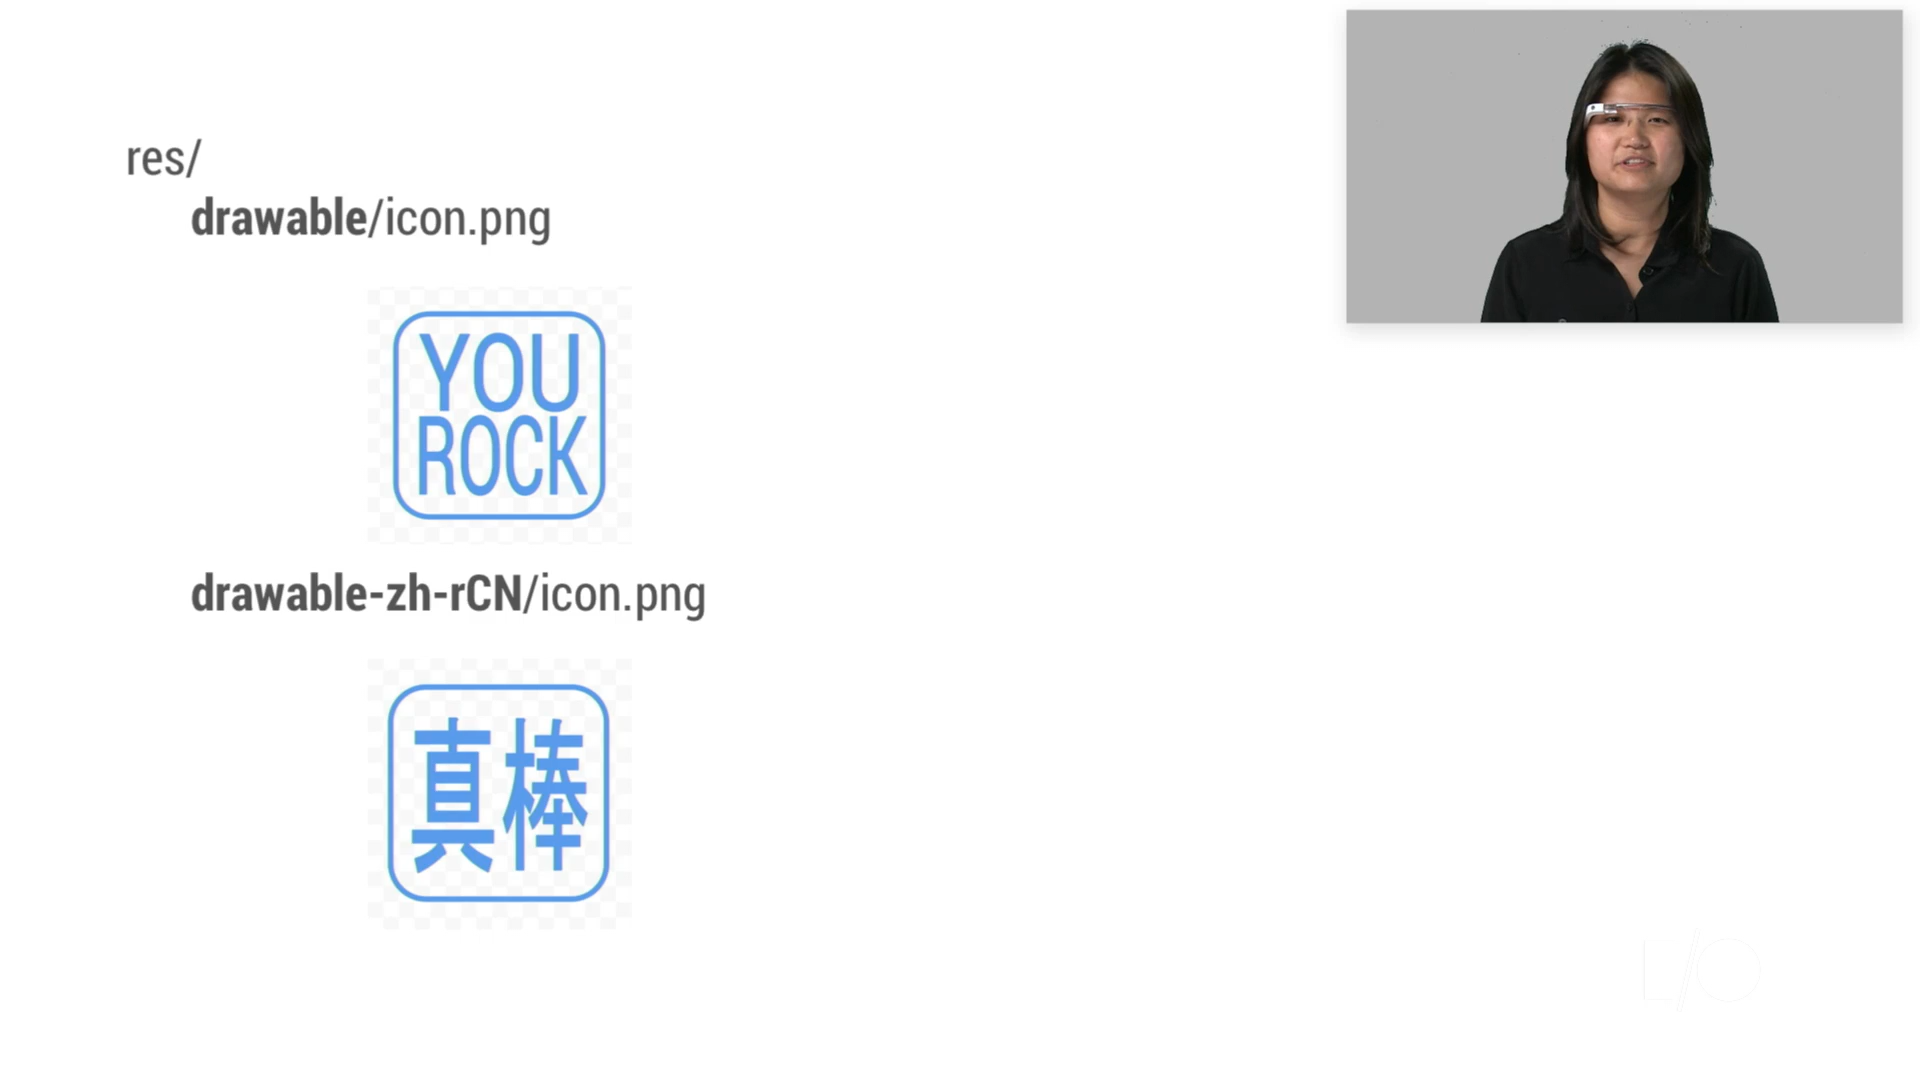 res/
drawable/icon.png
YOU
ROCK
drawable-zh-rCN/icon.png
真棒
I/O